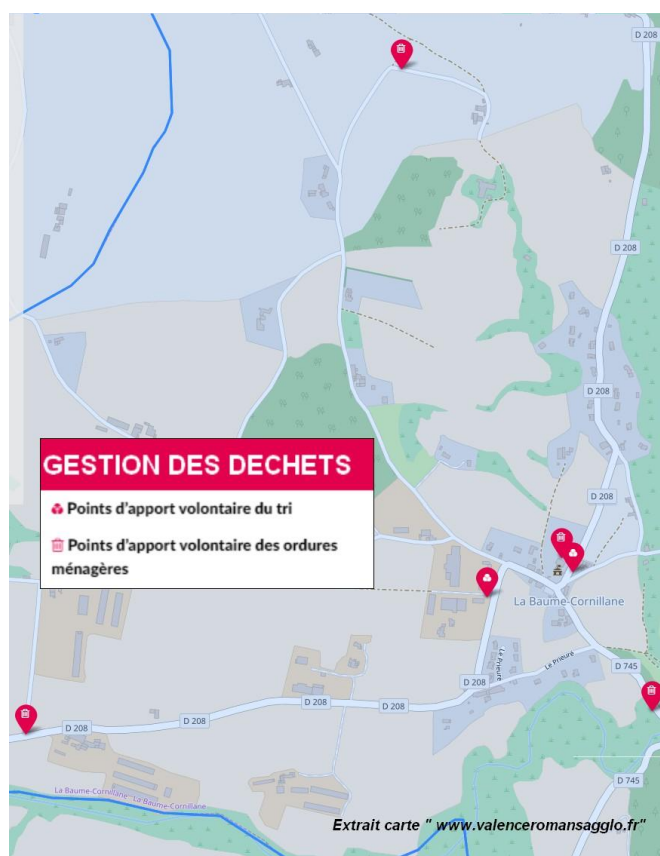 D 208
D 208
D 208
D 208
GESTION DES DECHETS
Points d'apport volontaire du tri
Points d'apport volontaire des ordures
ménagères
La Baume-Cornillane
Le Prieuré
Le Prieuré
D 745
D 208
D 208
D 208
D 208
D 208
D 745
La Baume-Cornillane
La Baume-Cornillane
Extrait carte " www.valenceromansagglo.fr"